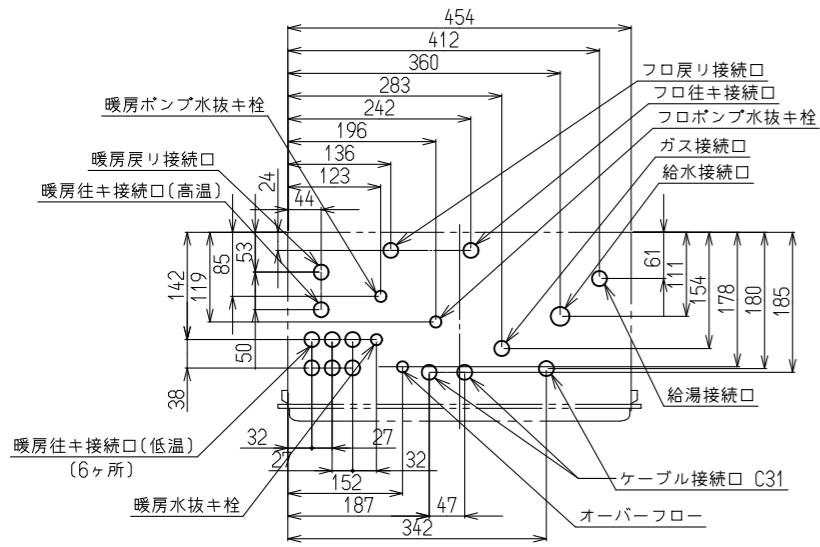 454
412
360
283
242
196
136
123
44
24
フロ戻リ接続口
フロ往キ接続口
フロポンプ水抜キ栓
ガス接続口
給水接続口
暖房ポンプ水抜キ栓
暖房戻リ接続口
暖房往キ接続口(高温)
142
119
85
53
50
38
61
111
154
178
180
185
給湯接続口
暖房往キ接続口(低温)
(6ヶ所)
32
27
27
32
152
暖房水抜キ栓
187
47
342
ケーブル接続口 C31
オーバーフロー